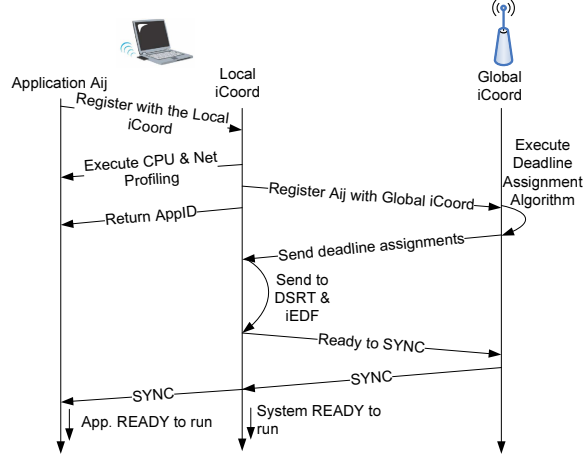 Application Aij
Local
iCoord
Global
iCoord
Register with the Local
iCoord
Execute
Deadline
Assignment
Algorithm
Execute CPU & Net
Profiling
Register Aij with Global iCoord
Return AppID
Send deadline assignments
Send to
DSRT &
iEDF
Ready to SYNC
SYNC
SYNC
App. READY to run
System READY to
run